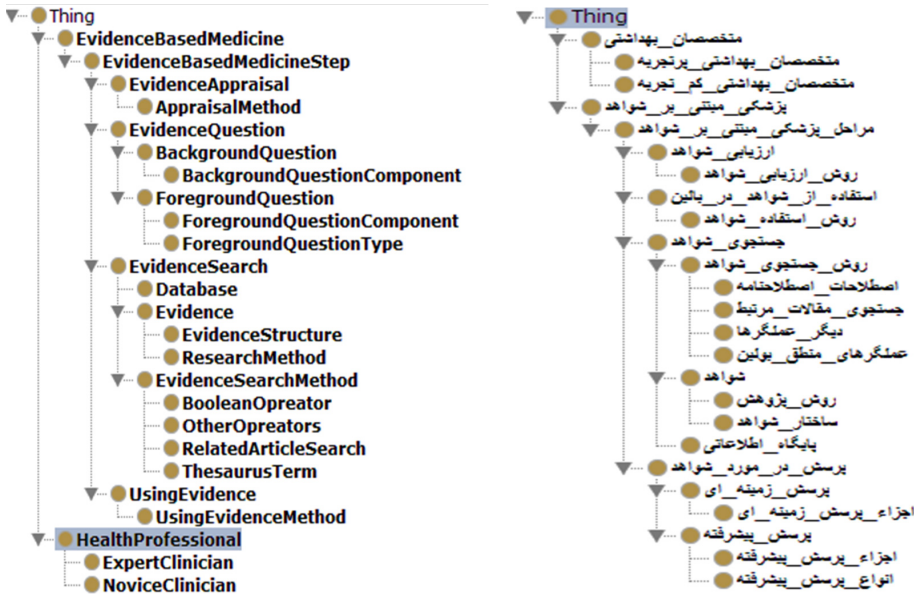 Thing
EvidenceBasedMedicine
EvidenceBasedMedicineStep
EvidenceAppraisal
AppraisalMethod
EvidenceQuestion
BackgroundQuestion
BackgroundQuestionComponent
ForegroundQuestion
ForegroundQuestionComponent
ForegroundQuestionType
EvidenceSearch
Database
Evidence
EvidenceStructure
ResearchMethod
EvidenceSearchMethod
BooleanOpreator
OtherOpreators
RelatedArticleSearch
ThesaurusTerm
UsingEvidence
UsingEvidenceMethod
HealthProfessional
ExpertClinician
NoviceClinician
Thing
متخصصان_بهداشتی
متخصصان_بهداشتی_پرتجربه
متخصصان_بهداشتی_کم_تجربه
پزشکی_مبتنی_بر_شواهد
مراحل_پزشکی_مبتنی_بر_شواهد
ارزیابی_شواهد
روش_ارزیابی_شواهد
استفاده_از_شواهد_در_بالین
روش_استفاده_شواهد
جستجوی_شواهد
روش_جستجوی_شواهد
اصطلاحات_اصطلاحنامه
جستجوی_مقالات_مرتبط
دیگر_عملگرها
عملگرهای_منطق_بولین
شواهد
روش_پژوهش
ساختار_شواهد
پایگاه_اطلاعاتی
پرسش_در_مورد_شواهد
پرسش_زمینه_ای
اجزاء_پرسش_زمینه_ای
پرسش_پیشرفته
اجزاء_پرسش_پیشرفته
انواع_پرسش_پیشرفته